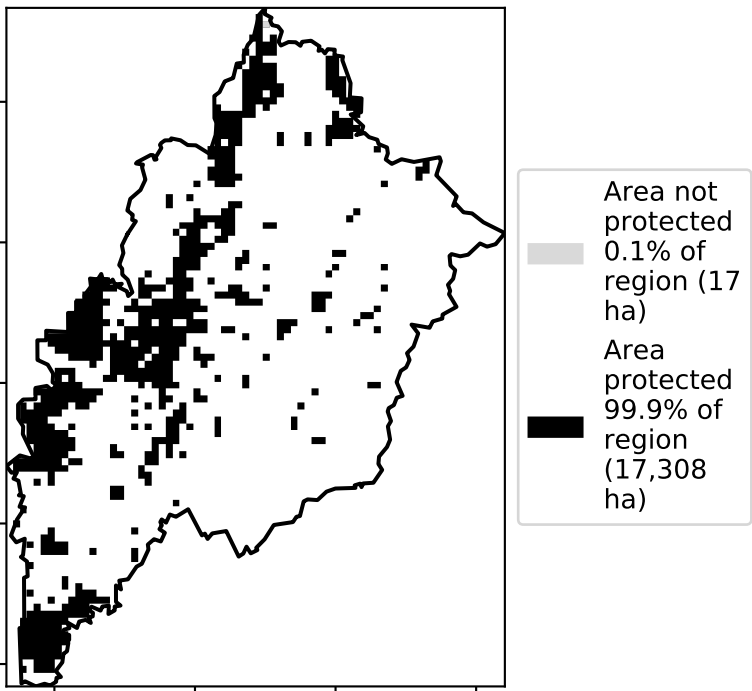 Area not
protected
0.1% of
region (17
ha)
Area
protected
99.9% of
region
(17,308
ha)